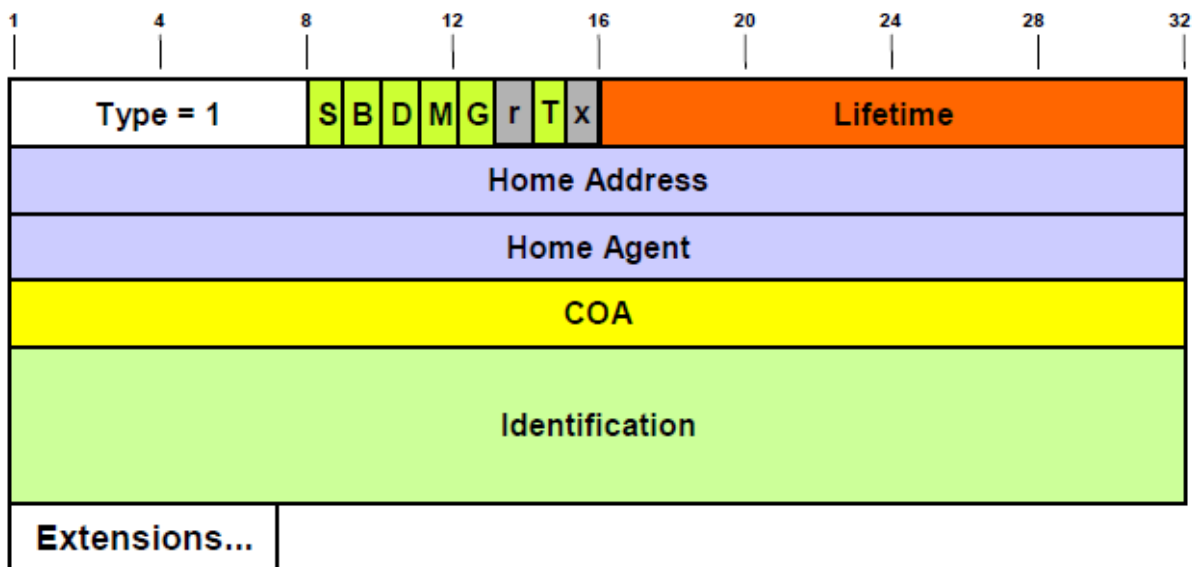 1 4 8 12 16 20 24 28 32
Type = 1 S B D M G r T x Lifetime
Home Address
Home Agent
COA
Identification
Extensions...